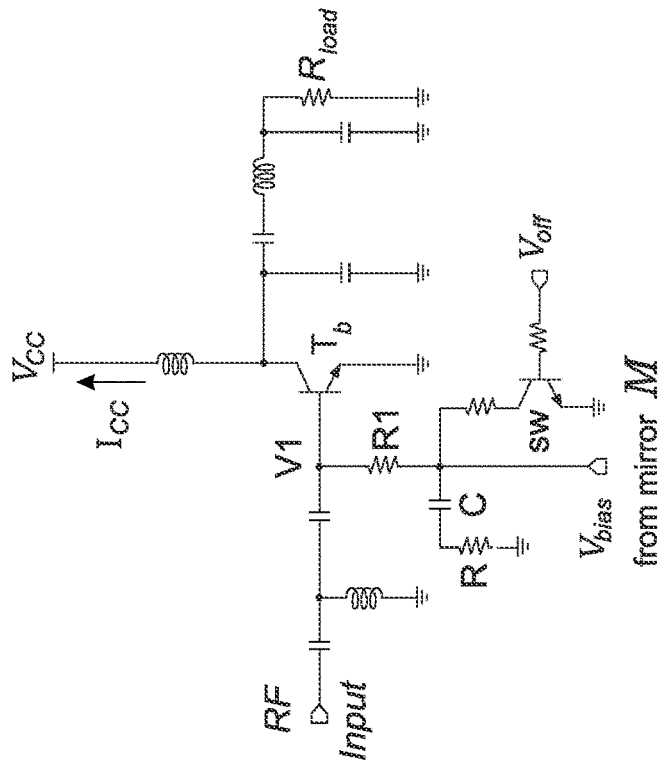 V_CC
I_CC
R_load
T_b
V_off
V1
R1
sw
C
R
V_bias
from mirror M
RF
Input